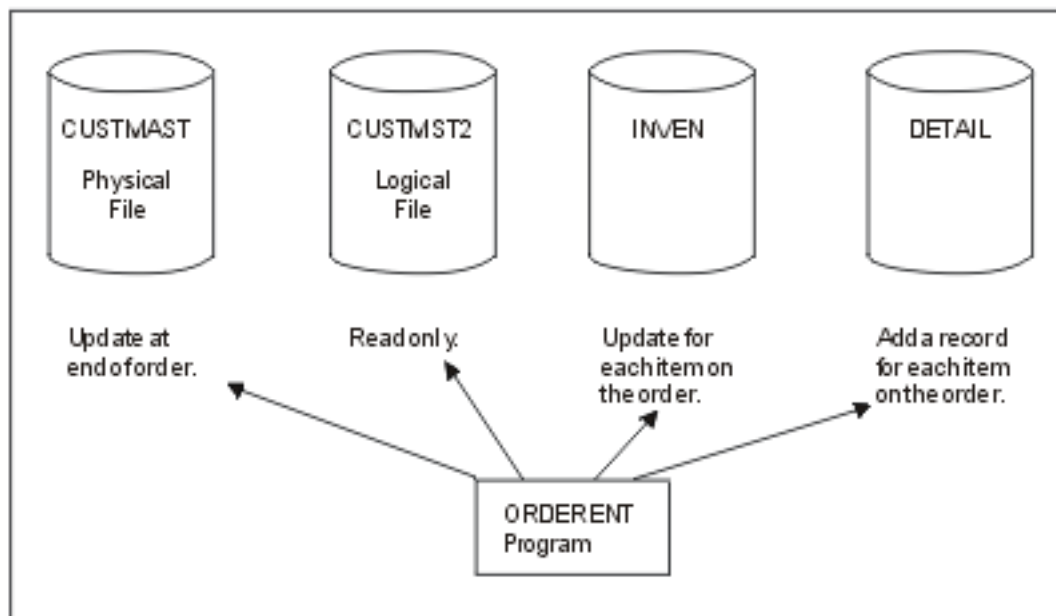 CUSTMAST
Physical
File
CUSTMST2
Logical
File
INVEN
DETAIL
Update at
end of order.
Read only.
Update for
each item on
the order.
Add a record
for each item
on the order.
ORDERENT
Program